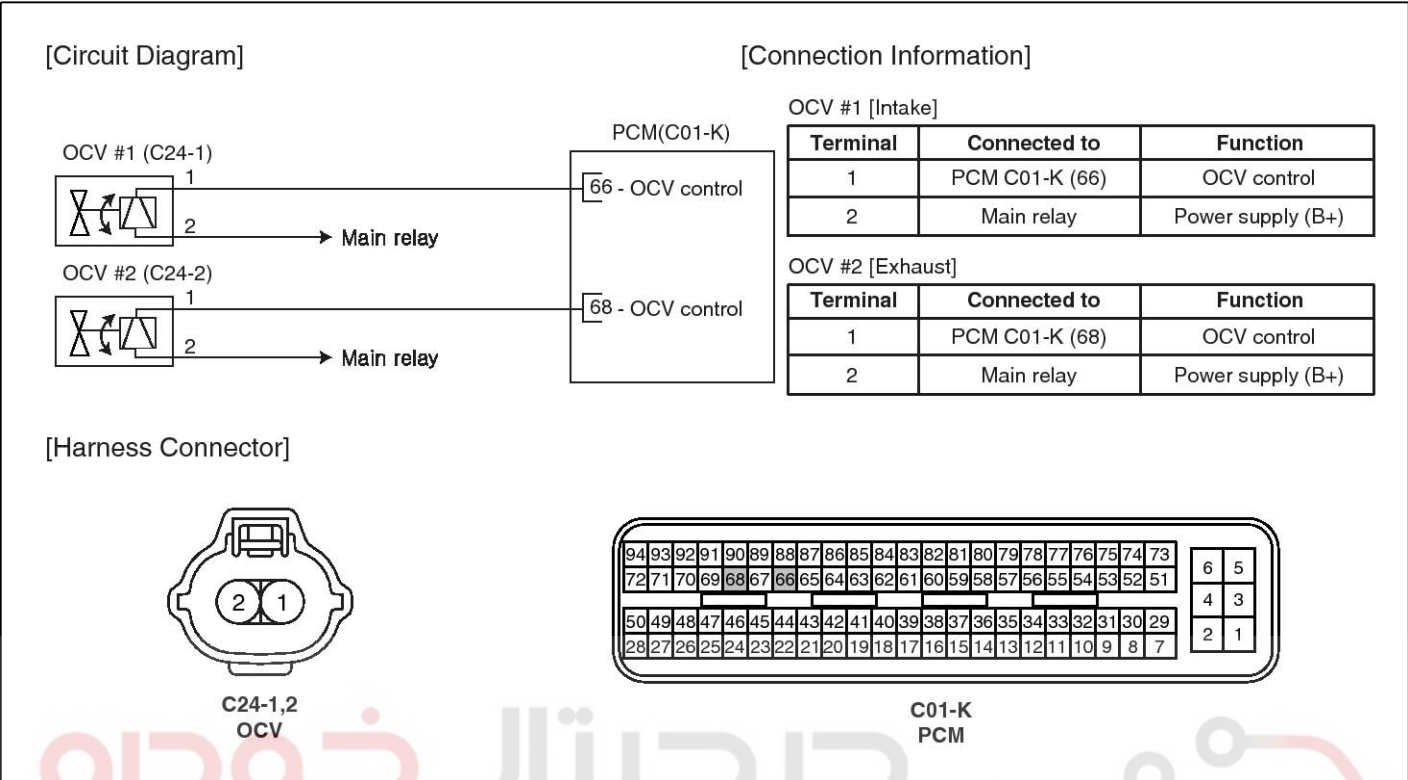 [Circuit Diagram]
[Connection Information]
OCV #1 (C24-1)
1
2
Main relay
OCV #2 (C24-2)
1
2
Main relay
PCM(C01-K)
66 - OCV control
68 - OCV control
OCV #1 [Intake]
Terminal Connected to Function
1 PCM C01-K (66) OCV control
2 Main relay Power supply (B+)
OCV #2 [Exhaust]
Terminal Connected to Function
1 PCM C01-K (68) OCV control
2 Main relay Power supply (B+)
[Harness Connector]
2 1
C24-1,2
OCV
94 93 92 91 90 89 88 87 86 85 84 83 82 81 80 79 78 77 76 75 74 73
72 71 70 69 68 67 66 65 64 63 62 61 60 59 58 57 56 55 54 53 52 51
50 49 48 47 46 45 44 43 42 41 40 39 38 37 36 35 34 33 32 31 30 29
28 27 26 25 24 23 22 21 20 19 18 17 16 15 14 13 12 11 10 9 8 7
6 5
4 3
2 1
C01-K
PCM
دیجیتال خودرو